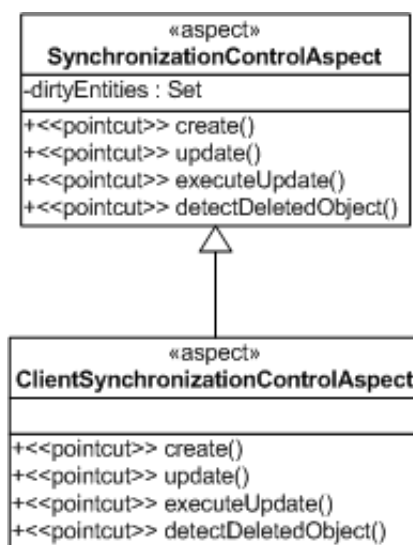 «aspect»
SynchronizationControlAspect
-dirtyEntities : Set
+<<pointcut>> create()
+<<pointcut>> update()
+<<pointcut>> executeUpdate()
+<<pointcut>> detectDeletedObject()
«aspect»
ClientSynchronizationControlAspect
+<<pointcut>> create()
+<<pointcut>> update()
+<<pointcut>> executeUpdate()
+<<pointcut>> detectDeletedObject()